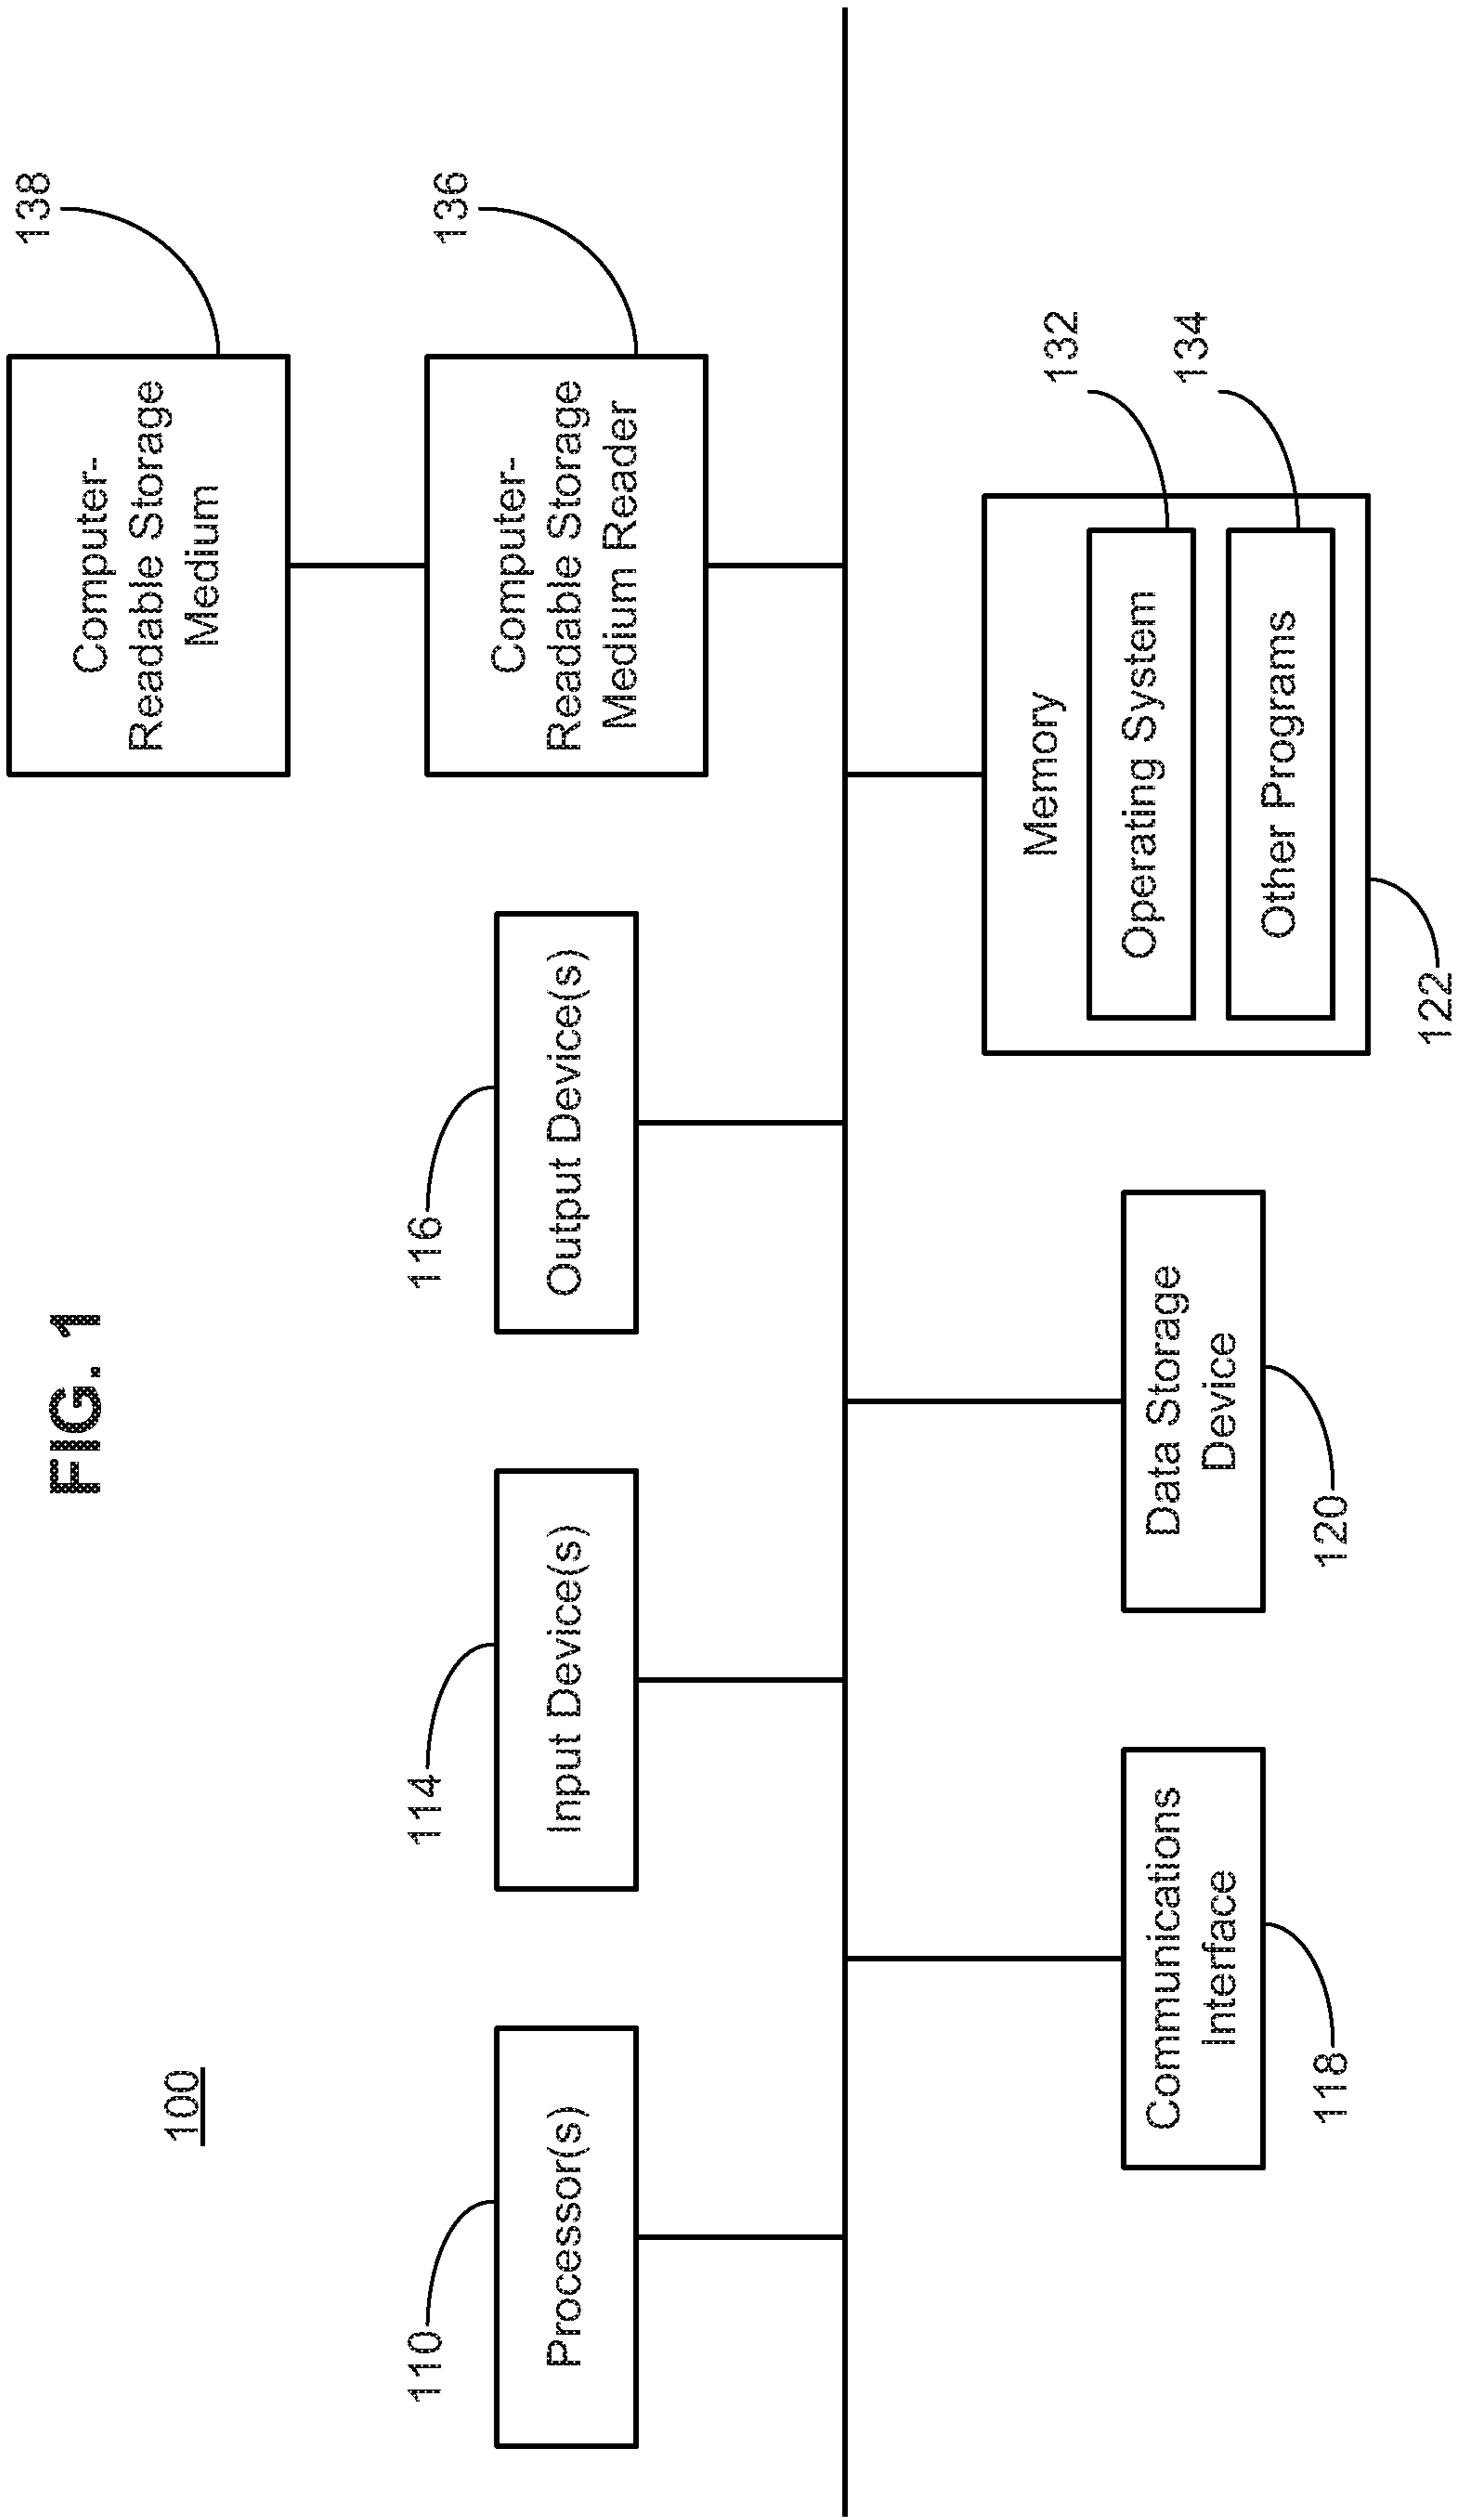 FIG. 1
100
138
Computer-
Readable Storage
Medium
110
114
116
136
Processor(s)
Input Device(s)
Output Device(s)
Computer-
Readable Storage
Medium Reader
Communications
Interface
118
Data Storage
Device
120
Memory
132
Operating System
134
Other Programs
122